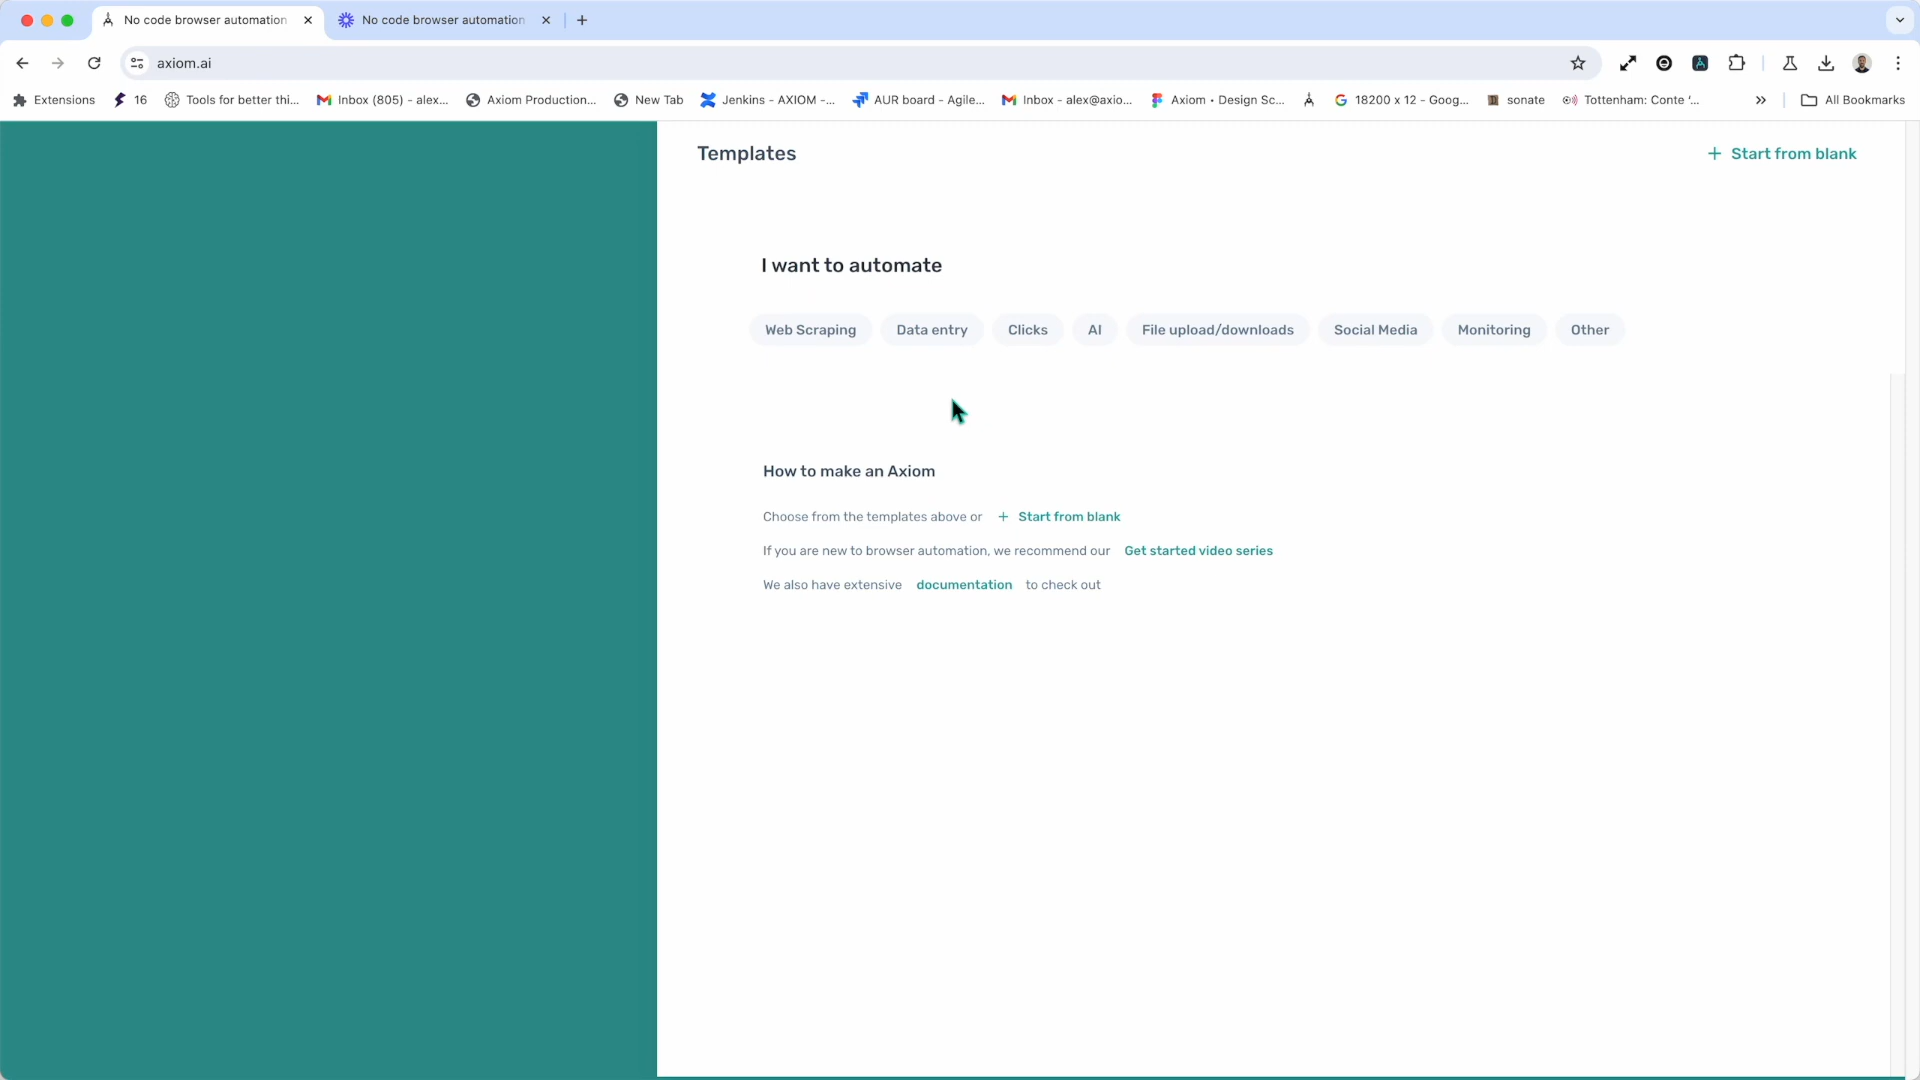 No code browser automation
No code browser automation
axiom.ai
Extensions
16
Tools for better thi...
Inbox (805) - alex...
Axiom Production...
New Tab
Jenkins - AXIOM -...
AUR board - Agile...
Inbox - alex@axio...
Axiom • Design Sc...
18200 x 12 - Goog...
sonate
Tottenham: Conte ‘...
All Bookmarks
Templates
+ Start from blank
I want to automate
Web Scraping
Data entry
Clicks
AI
File upload/downloads
Social Media
Monitoring
Other
How to make an Axiom
Choose from the templates above or + Start from blank
If you are new to browser automation, we recommend our Get started video series
We also have extensive documentation to check out